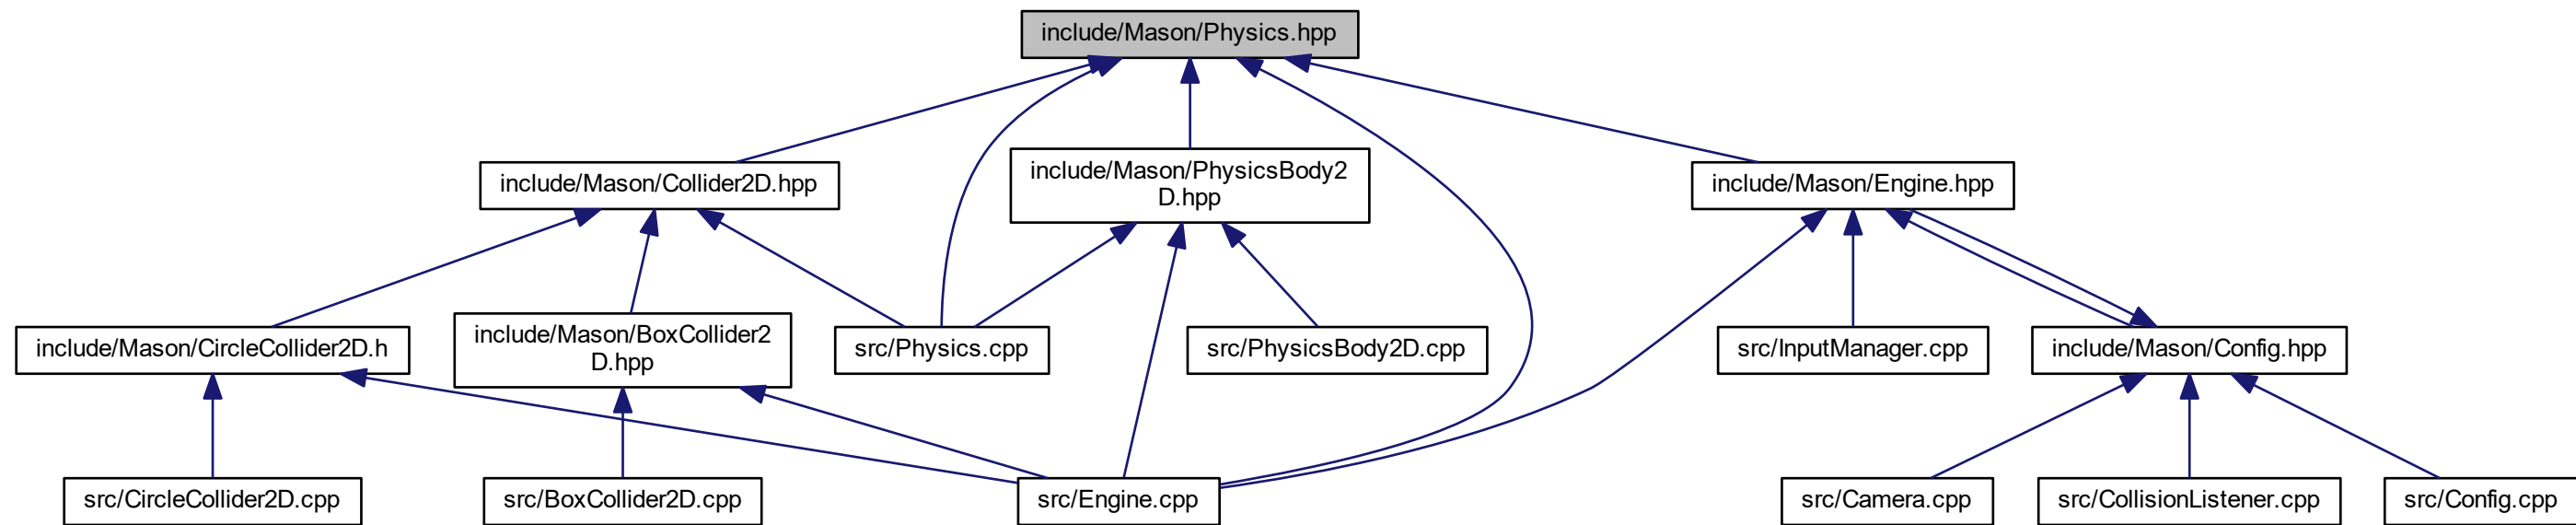 include/Mason/Physics.hpp
include/Mason/Collider2D.hpp
include/Mason/PhysicsBody2
D.hpp
include/Mason/Engine.hpp
include/Mason/CircleCollider2D.h
include/Mason/BoxCollider2
D.hpp
src/Physics.cpp
src/PhysicsBody2D.cpp
src/InputManager.cpp
include/Mason/Config.hpp
src/CircleCollider2D.cpp
src/BoxCollider2D.cpp
src/Engine.cpp
src/Camera.cpp
src/CollisionListener.cpp
src/Config.cpp